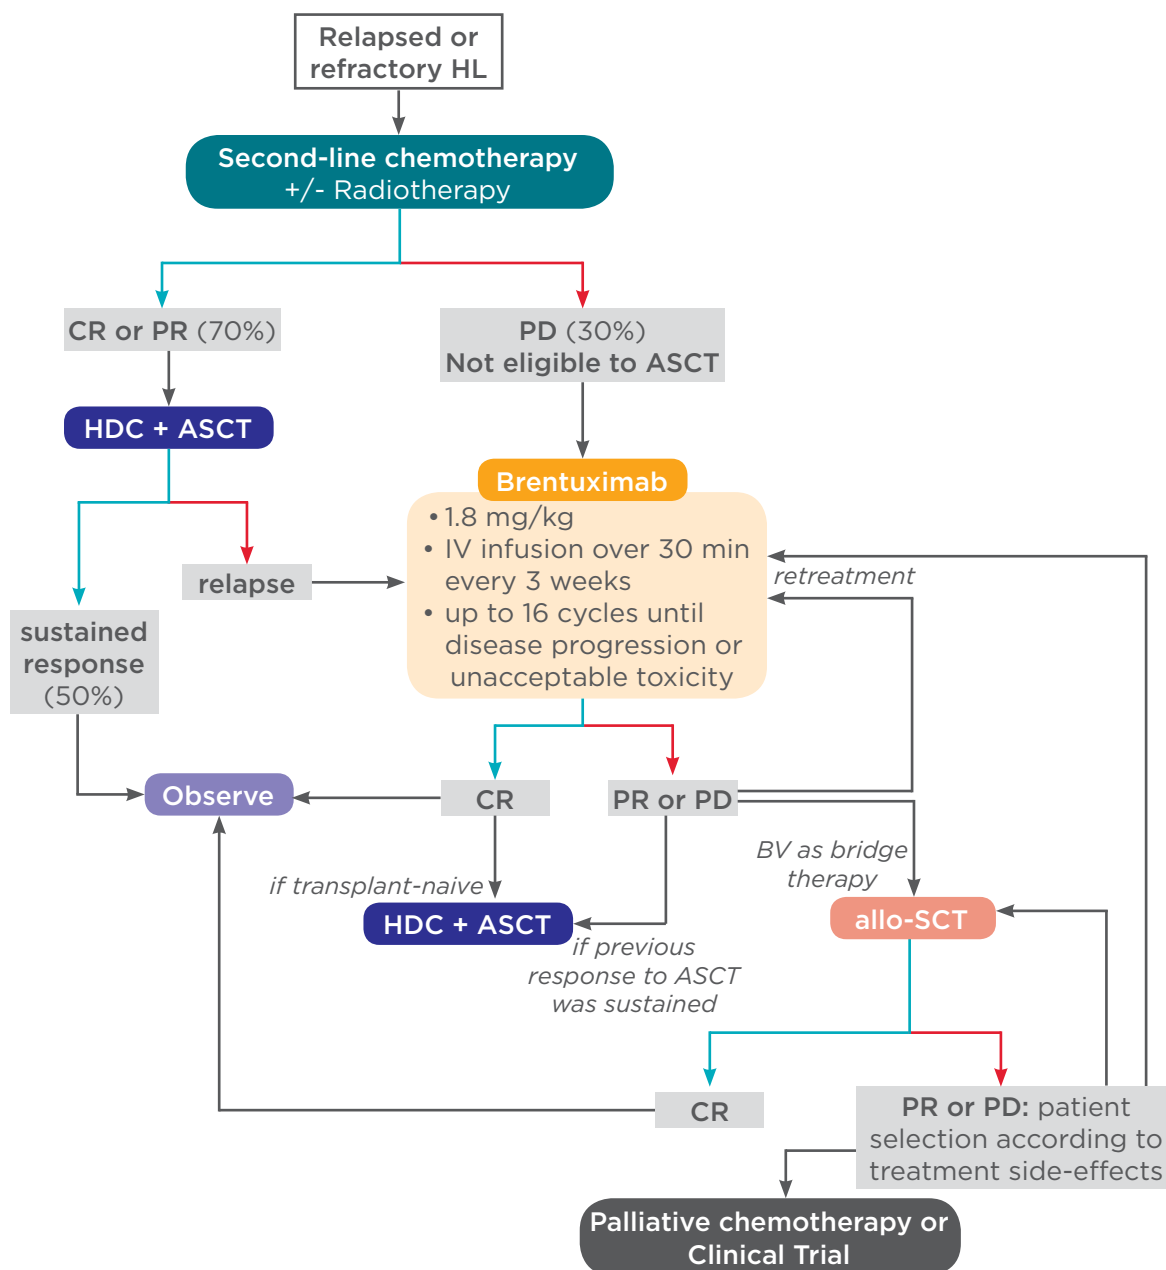 Relapsed or
refractory HL
Second-line chemotherapy
+/- Radiotherapy
CR or PR (70%)
PD (30%)
Not eligible to ASCT
HDC + ASCT
Brentuximab
• 1.8 mg/kg
• IV infusion over 30 min
every 3 weeks
• up to 16 cycles until
disease progression or
unacceptable toxicity
retreatment
relapse
sustained
response
(50%)
Observe
CR
PR or PD
BV as bridge
therapy
if transplant-naive
HDC + ASCT
allo-SCT
if previous
response to ASCT
was sustained
CR
PR or PD: patient
selection according to
treatment side-effects
Palliative chemotherapy or
Clinical Trial